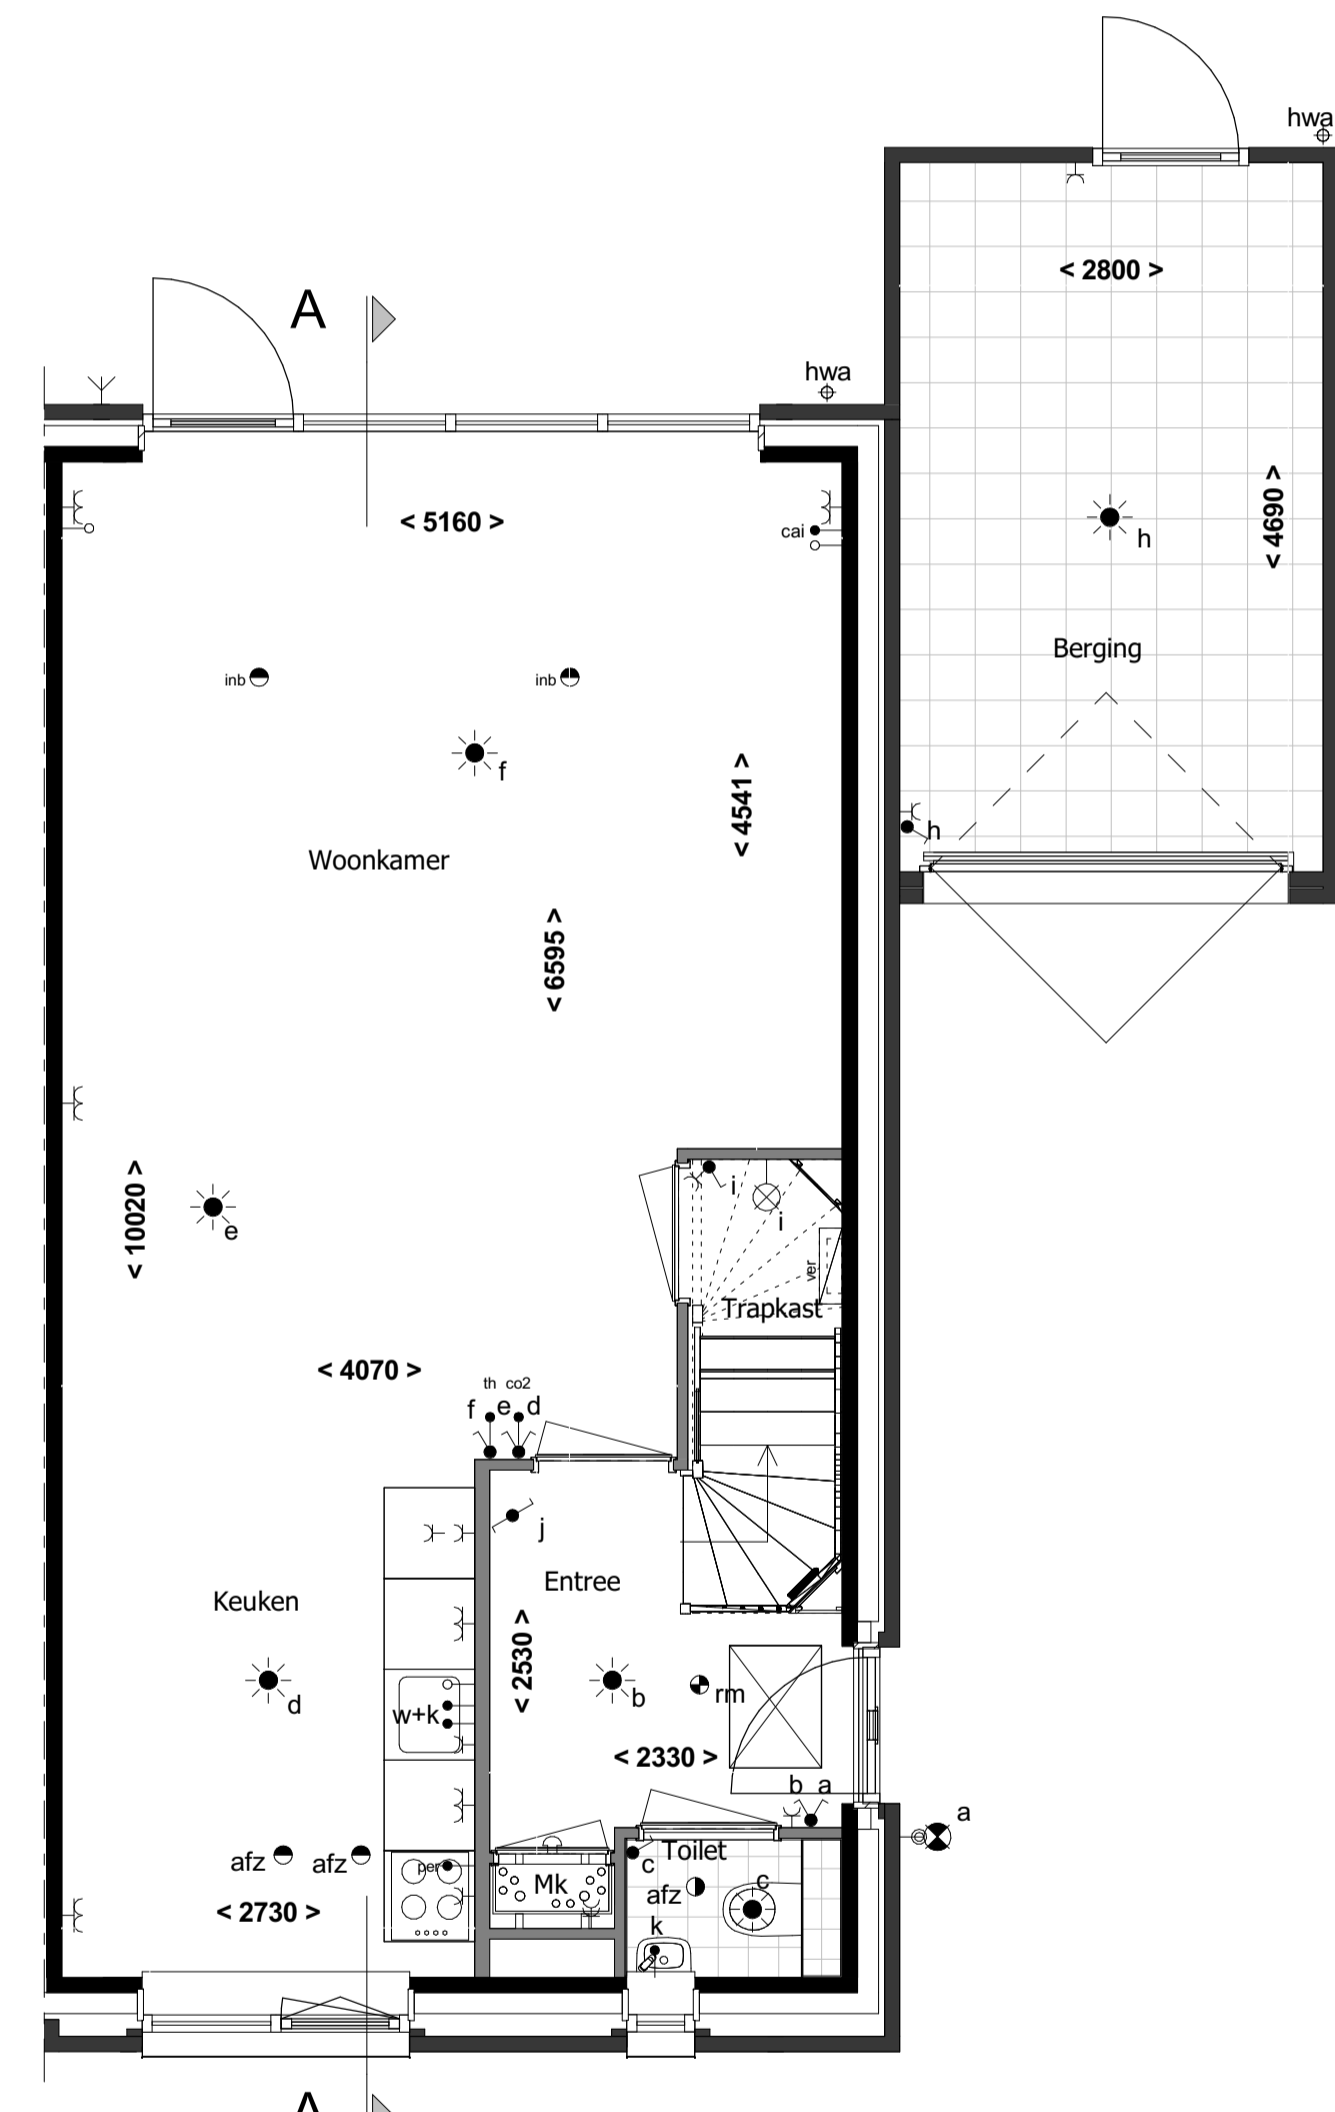 hwa
< 2800 >
A
hwa
< 5160 >
cai
< 4690 >
h
Berging
inb
inb
f
< 4541 >
h
Woonkamer
< 6595 >
i
i
e
< 10020 >
ver
Trapkast
< 4070 >
th co2
f e d
j
Entree
Keuken
< 2530 >
d
b
rm
w+k
< 2330 >
b a
a
Toilet
c
afz
afz
per
Mk
afz
c
< 2730 >
k
A